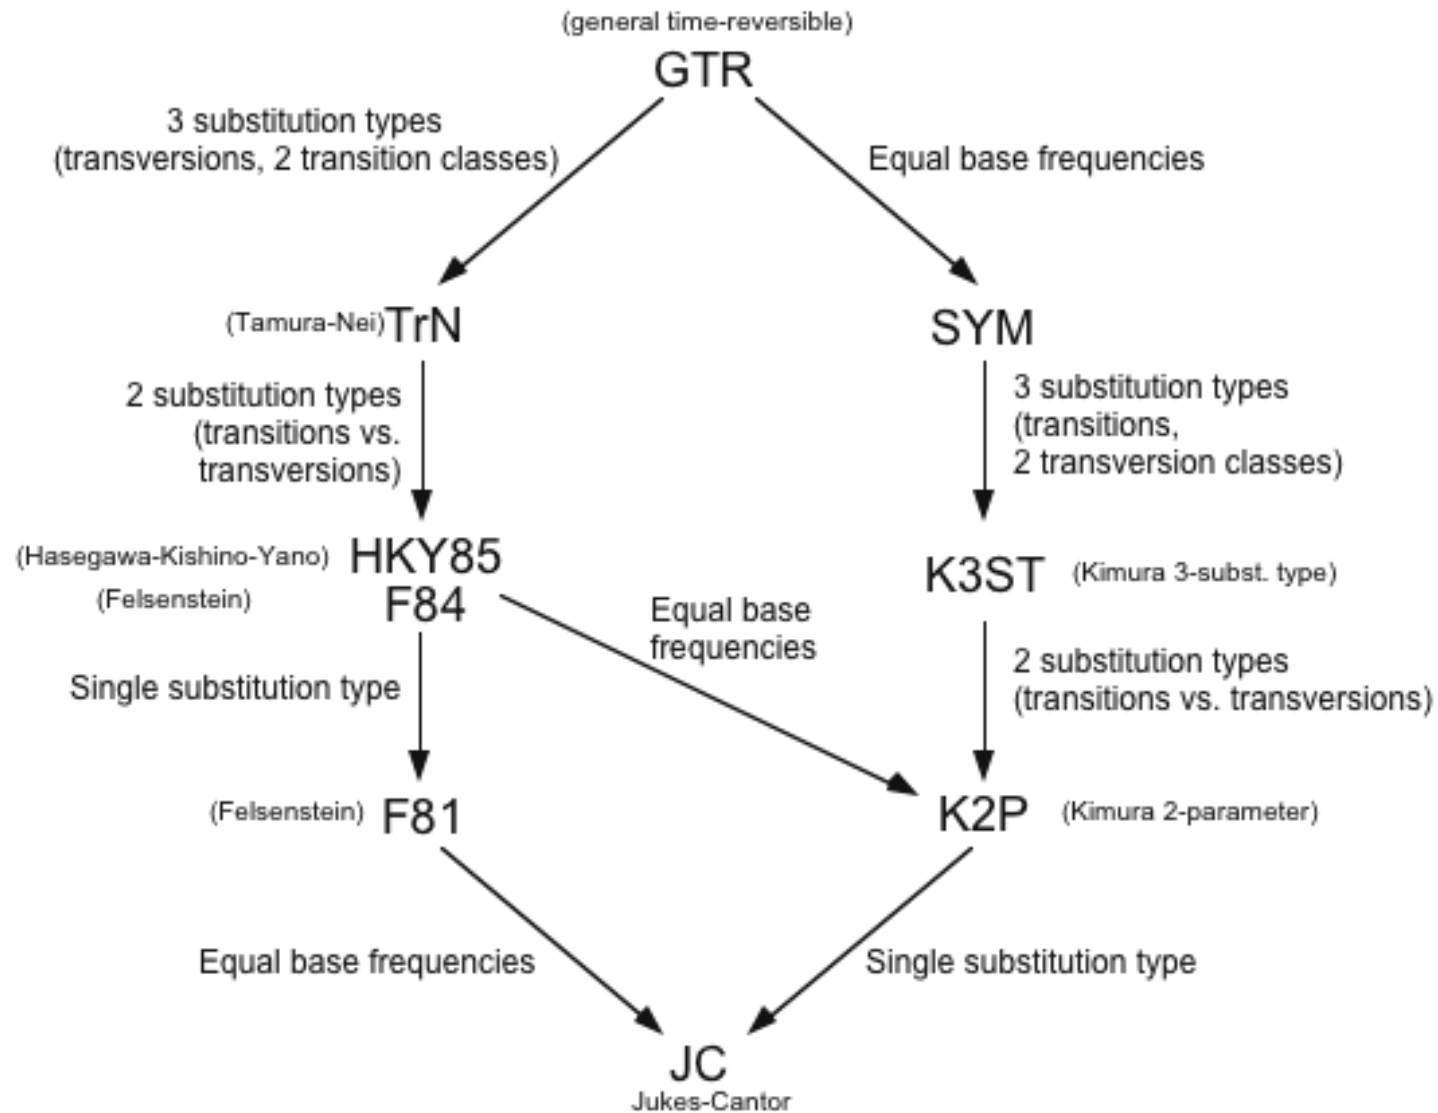 (general time-reversible)
GTR
3 substitution types
(transversions, 2 transition classes)
Equal base frequencies
(Tamura-Nei) TrN
SYM
2 substitution types
(transitions vs.
transversions)
3 substitution types
(transitions,
2 transversion classes)
(Hasegawa-Kishino-Yano) HKY85
(Felsenstein) F84
K3ST (Kimura 3-subst. type)
Equal base
frequencies
Single substitution type
2 substitution types
(transitions vs. transversions)
(Felsenstein) F81
K2P (Kimura 2-parameter)
Equal base frequencies
Single substitution type
JC
Jukes-Cantor